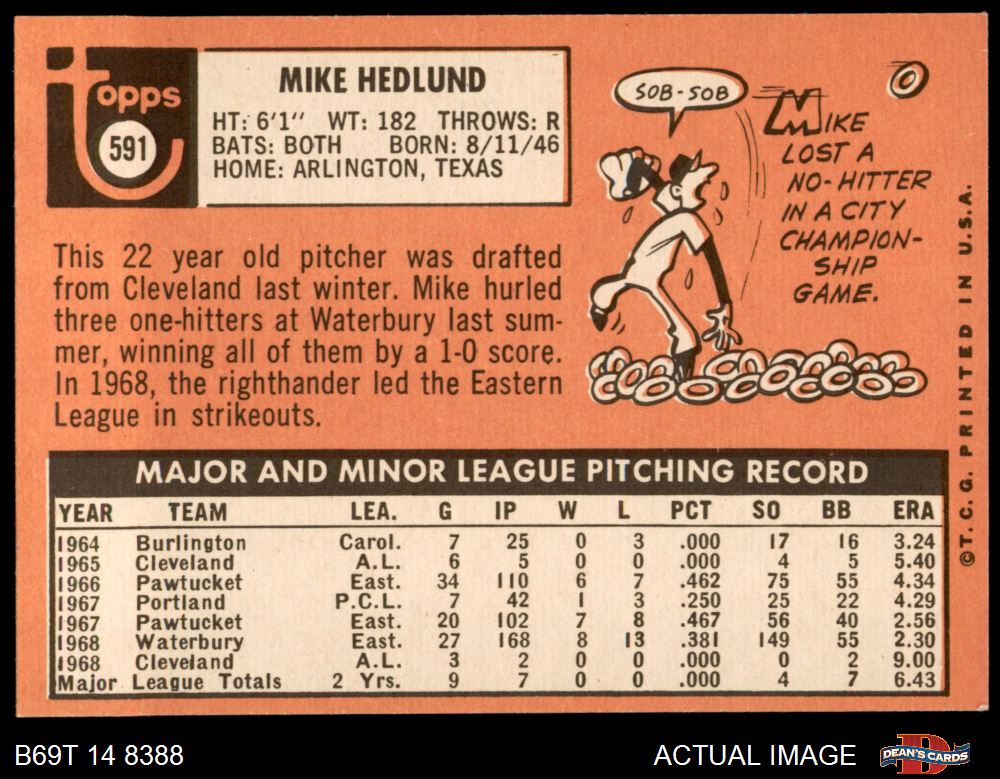 topps
591
MIKE HEDLUND
HT: 6'1" WT: 182 THROWS: R
BATS: BOTH BORN: 8/11/46
HOME: ARLINGTON, TEXAS
This 22 year old pitcher was drafted
from Cleveland last winter. Mike hurled
three one-hitters at Waterbury last sum-
mer, winning all of them by a 1-0 score.
In 1968, the righthander led the Eastern
League in strikeouts.
SOB-SOB
MIKE
LOST A
NO-HITTER
IN A CITY
CHAMPION-
SHIP
GAME.
MAJOR AND MINOR LEAGUE PITCHING RECORD
YEAR TEAM LEA. G IP W L PCT SO BB ERA
1964 Burlington Carol. 7 25 0 3 .000 17 16 3.24
1965 Cleveland A.L. 6 5 0 0 .000 4 5 5.40
1966 Pawtucket East. 34 110 6 7 .462 75 55 4.34
1967 Portland P.C.L. 7 42 1 3 .250 25 22 4.29
1967 Pawtucket East. 20 102 7 8 .467 56 40 2.56
1968 Waterbury East. 27 168 8 13 .381 149 55 2.30
1968 Cleveland A.L. 3 2 0 0 .000 0 2 9.00
Major League Totals 2 Yrs. 9 7 0 0 .000 4 7 6.43
©T.C.G. PRINTED IN U.S.A.
B69T 14 8388
ACTUAL IMAGE
DEAN'S CARDS